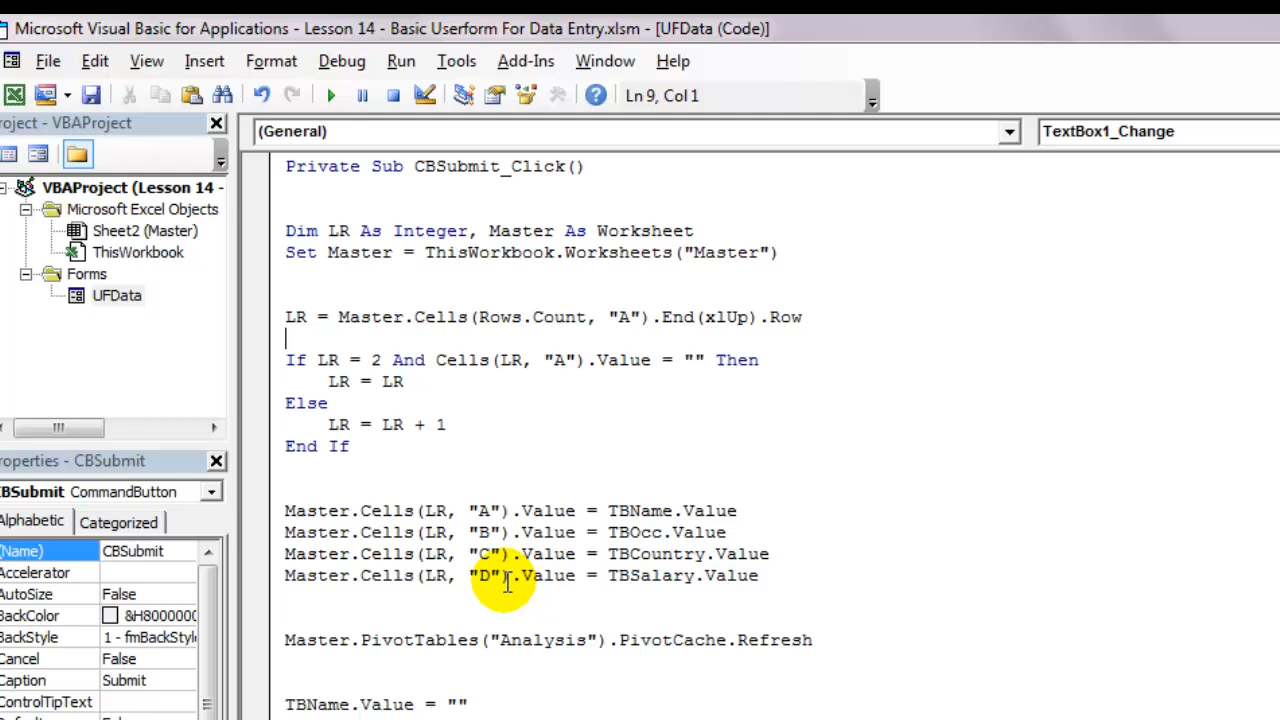 Microsoft Visual Basic for Applications - Lesson 14 - Basic Userform For Data Entry.xlsm - [UFData (Code)]
File Edit View Insert Format Debug Run Tools Add-Ins Window Help
Ln 9, Col 1
roject - VBAProject
(General)
TextBox1_Change
VBAProject (Lesson 14 -
Microsoft Excel Objects
Sheet2 (Master)
ThisWorkbook
Forms
UFData
roperties - CBSubmit
CBSubmit CommandButton
Alphabetic Categorized
(Name) CBSubmit
Accelerator
AutoSize False
BackColor &H8000000
BackStyle 1 - fmBackStyl
Cancel False
Caption Submit
ControlTipText
Private Sub CBSubmit_Click()
Dim LR As Integer, Master As Worksheet
Set Master = ThisWorkbook.Worksheets("Master")
LR = Master.Cells(Rows.Count, "A").End(xlUp).Row
If LR = 2 And Cells(LR, "A").Value = "" Then
LR = LR
Else
LR = LR + 1
End If
Master.Cells(LR, "A").Value = TBName.Value
Master.Cells(LR, "B").Value = TBOcc.Value
Master.Cells(LR, "C").Value = TBCountry.Value
Master.Cells(LR, "D").Value = TBSalary.Value
Master.PivotTables("Analysis").PivotCache.Refresh
TBName.Value = ""